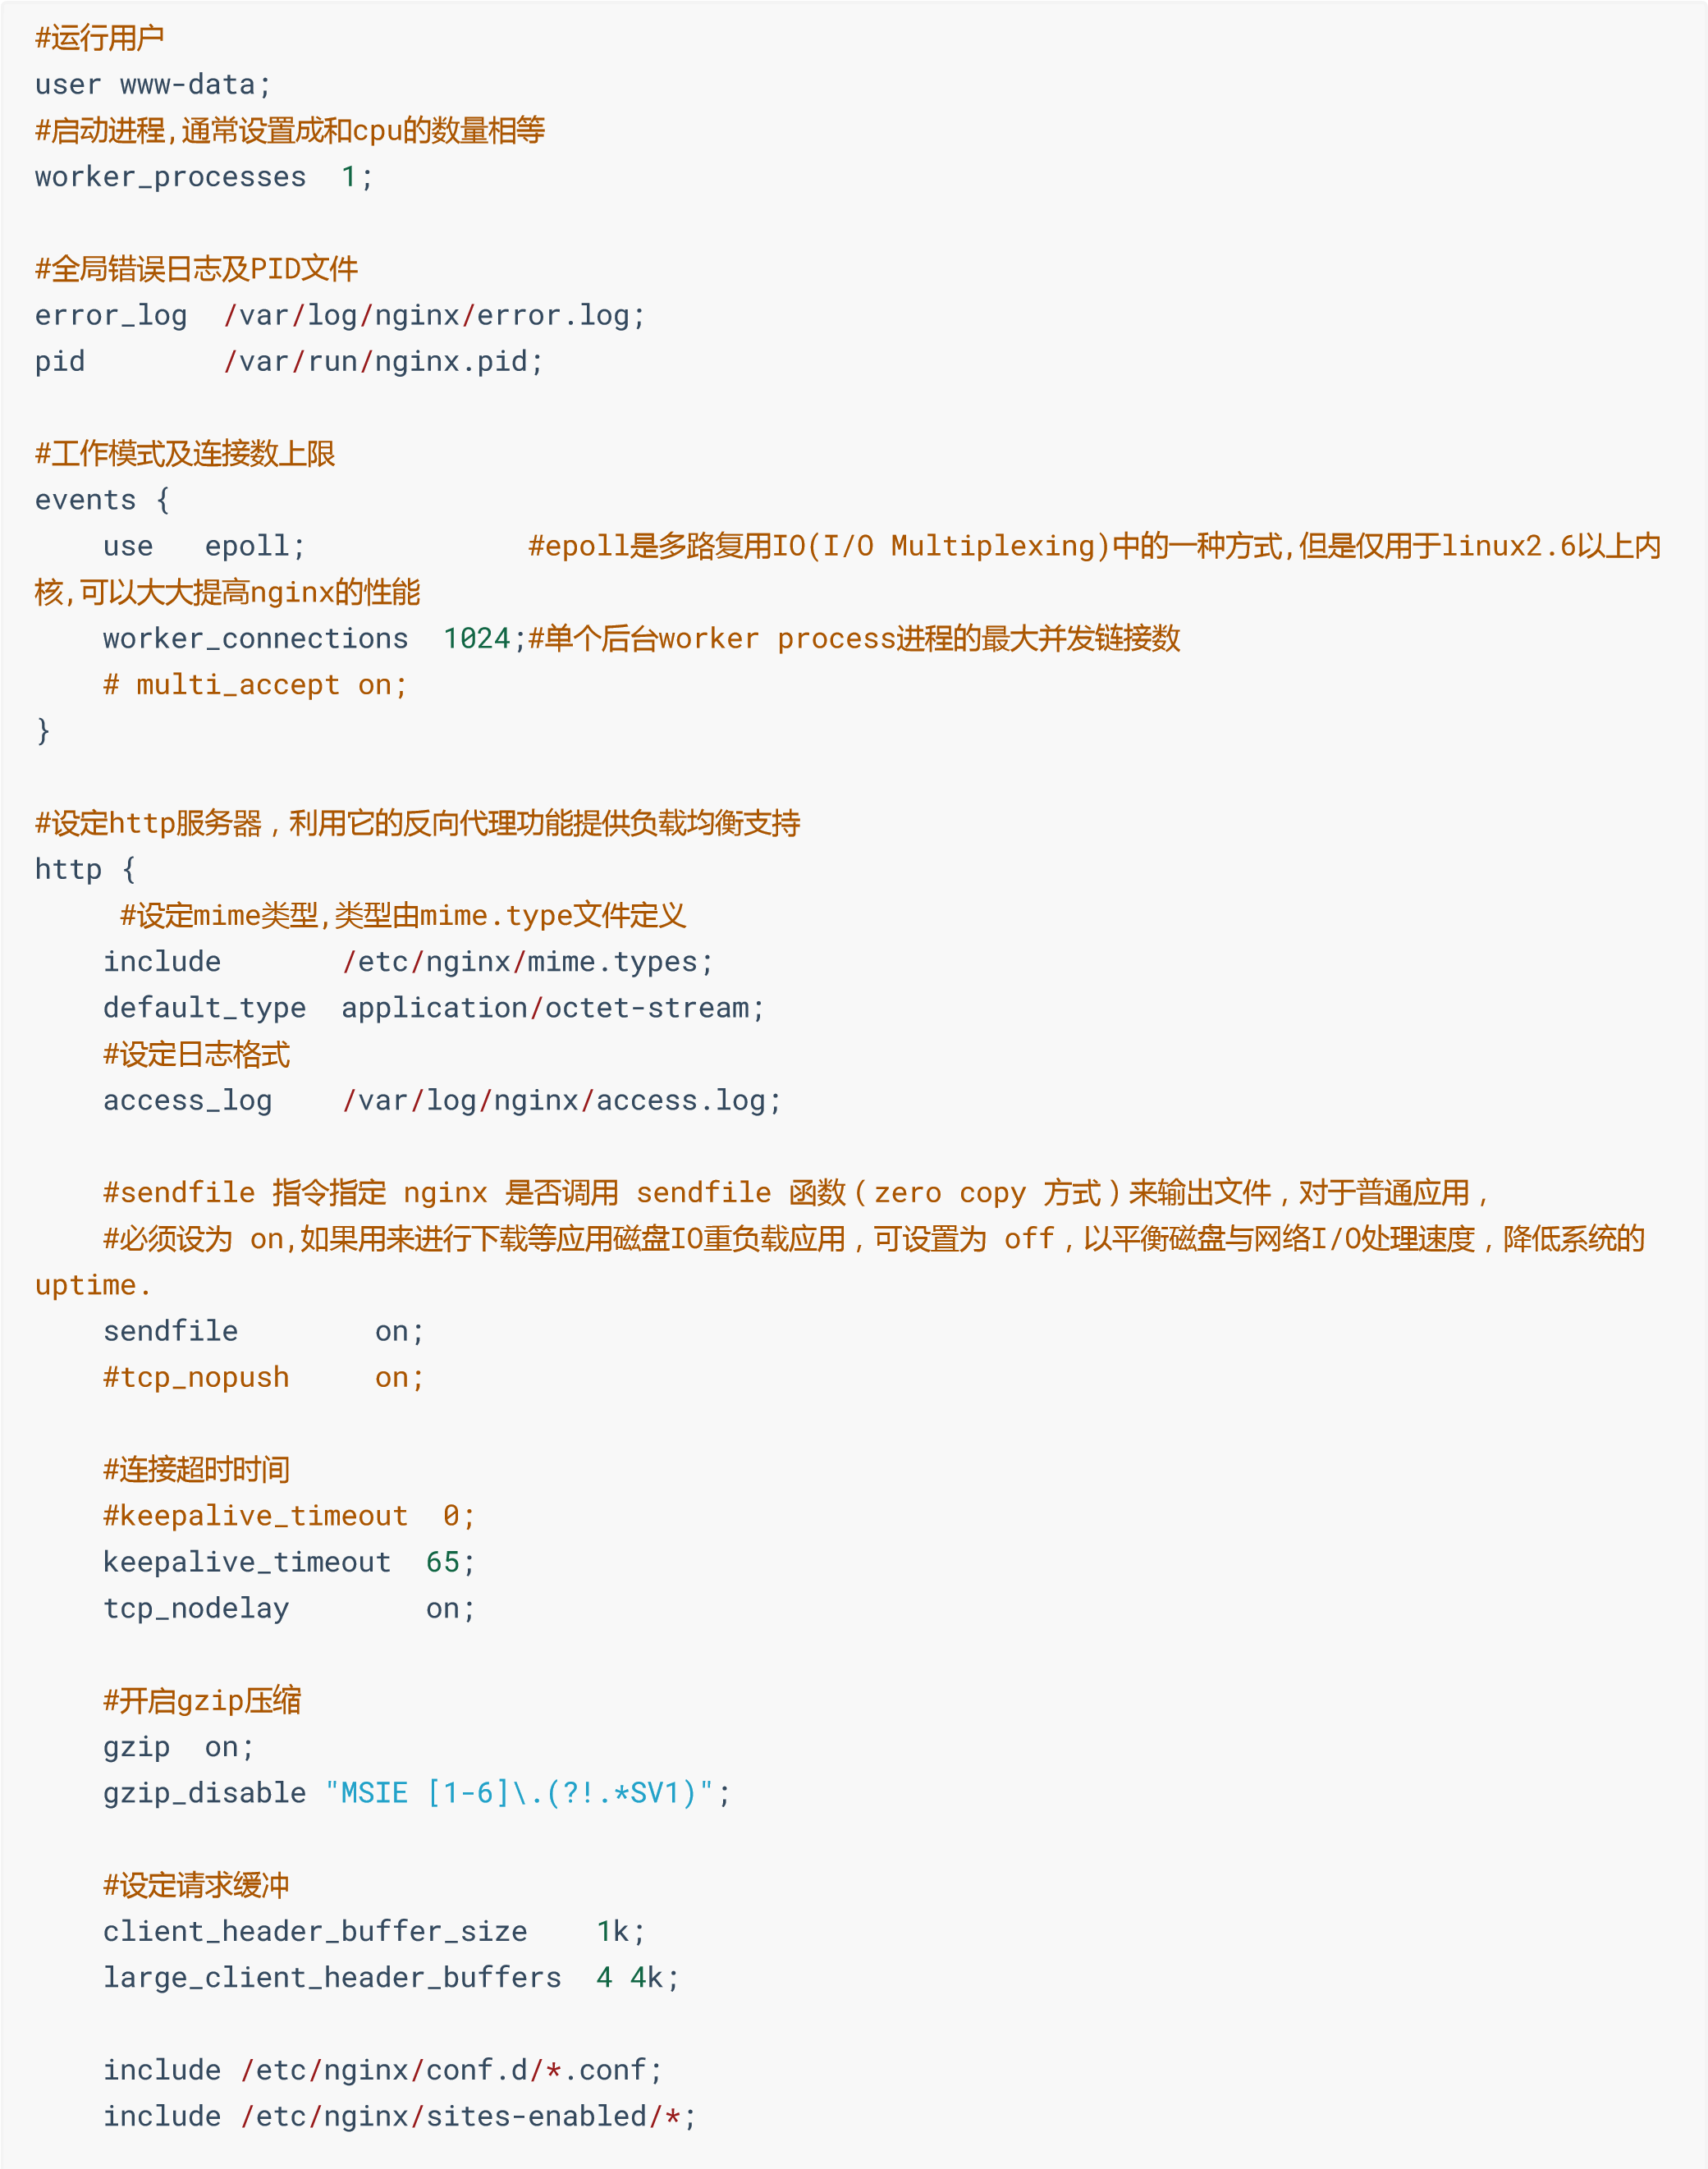 #运行用户
user www-data;
#启动进程,通常设置成和cpu的数量相等
worker_processes  1;

#全局错误日志及PID文件
error_log  /var/log/nginx/error.log;
pid        /var/run/nginx.pid;

#工作模式及连接数上限
events {
    use   epoll;             #epoll是多路复用IO(I/O Multiplexing)中的一种方式,但是仅用于linux2.6以上内
核,可以大大提高nginx的性能
    worker_connections  1024;#单个后台worker process进程的最大并发链接数
    # multi_accept on;
}

#设定http服务器，利用它的反向代理功能提供负载均衡支持
http {
     #设定mime类型,类型由mime.type文件定义
    include       /etc/nginx/mime.types;
    default_type  application/octet-stream;
    #设定日志格式
    access_log    /var/log/nginx/access.log;

    #sendfile 指令指定 nginx 是否调用 sendfile 函数（zero copy 方式）来输出文件，对于普通应用，
    #必须设为 on,如果用来进行下载等应用磁盘IO重负载应用，可设置为 off，以平衡磁盘与网络I/O处理速度，降低系统的
uptime.
    sendfile        on;
    #tcp_nopush     on;

    #连接超时时间
    #keepalive_timeout  0;
    keepalive_timeout  65;
    tcp_nodelay        on;

    #开启gzip压缩
    gzip  on;
    gzip_disable "MSIE [1-6]\.(?!.*SV1)";

    #设定请求缓冲
    client_header_buffer_size    1k;
    large_client_header_buffers  4 4k;

    include /etc/nginx/conf.d/*.conf;
    include /etc/nginx/sites-enabled/*;